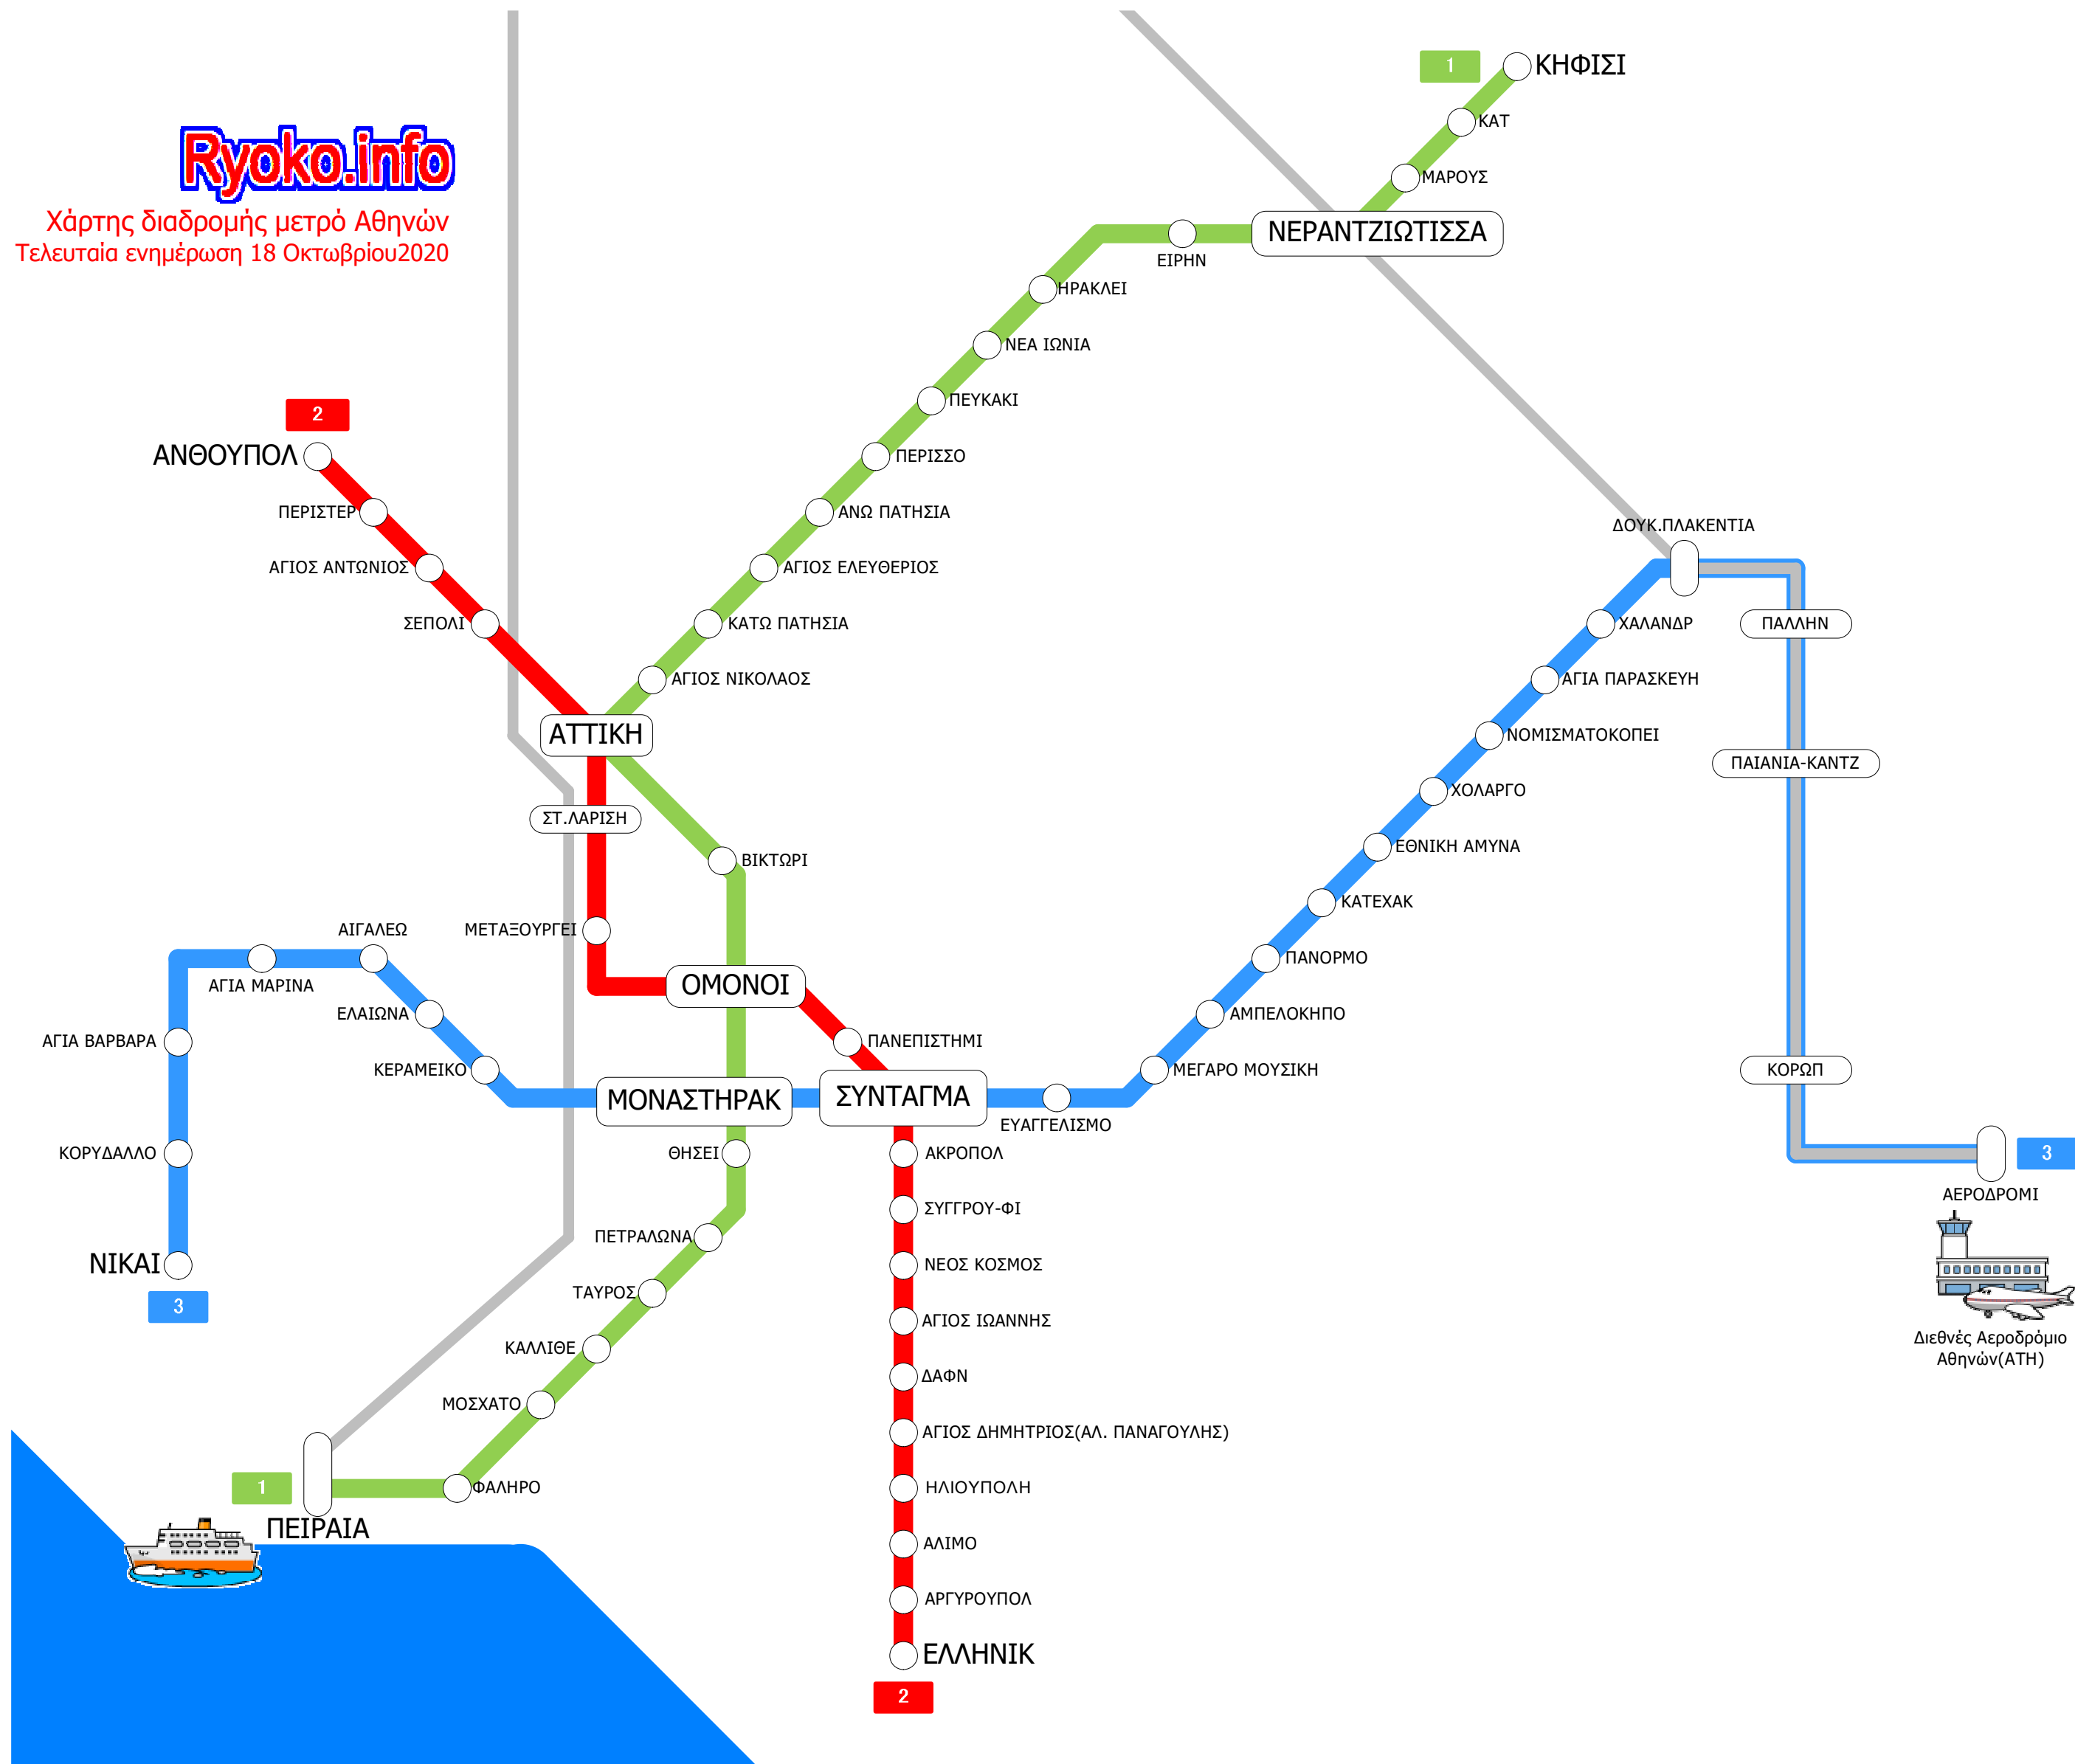 1
ΚΗΦΙΣΙ
ΚΑΤ
ΜΑΡΟΥΣ
Ryoko.info
Χάρτης διαδρομής μετρό Αθηνών
Τελευταία ενημέρωση 18 Οκτωβρίου2020
ΝΕΡΑΝΤΖΙΩΤΙΣΣΑ
ΕΙΡΗΝ
ΗΡΑΚΛΕΙ
ΝΕΑ ΙΩΝΙΑ
ΠΕΥΚΑΚΙ
2
ΑΝΘΟΥΠΟΛ
ΠΕΡΙΣΣΟ
ΠΕΡΙΣΤΕΡ
ΑΝΩ ΠΑΤΗΣΙΑ
ΔΟΥΚ.ΠΛΑΚΕΝΤΙΑ
ΑΓΙΟΣ ΑΝΤΩΝΙΟΣ
ΑΓΙΟΣ ΕΛΕΥΘΕΡΙΟΣ
ΣΕΠΟΛΙ
ΚΑΤΩ ΠΑΤΗΣΙΑ
ΧΑΛΑΝΔΡ
ΠΑΛΛΗΝ
ΑΓΙΟΣ ΝΙΚΟΛΑΟΣ
ΑΓΙΑ ΠΑΡΑΣΚΕΥΗ
ΑΤΤΙΚΗ
ΝΟΜΙΣΜΑΤΟΚΟΠΕΙ
ΠΑΙΑΝΙΑ-ΚΑΝΤΖ
ΧΟΛΑΡΓΟ
ΣΤ.ΛΑΡΙΣΗ
ΕΘΝΙΚΗ ΑΜΥΝΑ
ΒΙΚΤΩΡΙ
ΚΑΤΕΧΑΚ
ΜΕΤΑΞΟΥΡΓΕΙ
ΑΙΓΑΛΕΩ
ΠΑΝΟΡΜΟ
ΑΓΙΑ ΜΑΡΙΝΑ
ΟΜΟΝΟΙ
ΕΛΑΙΩΝΑ
ΑΜΠΕΛΟΚΗΠΟ
ΑΓΙΑ ΒΑΡΒΑΡΑ
ΠΑΝΕΠΙΣΤΗΜΙ
ΚΕΡΑΜΕΙΚΟ
ΜΕΓΑΡΟ ΜΟΥΣΙΚΗ
ΚΟΡΩΠ
ΜΟΝΑΣΤΗΡΑΚ
ΣΥΝΤΑΓΜΑ
ΕΥΑΓΓΕΛΙΣΜΟ
ΚΟΡΥΔΑΛΛΟ
ΘΗΣΕΙ
ΑΚΡΟΠΟΛ
3
ΑΕΡΟΔΡΟΜΙ
ΣΥΓΓΡΟΥ-ΦΙ
ΠΕΤΡΑΛΩΝΑ
ΝΙΚΑΙ
ΝΕΟΣ ΚΟΣΜΟΣ
ΤΑΥΡΟΣ
3
ΑΓΙΟΣ ΙΩΑΝΝΗΣ
Διεθνές Αεροδρόμιο
Αθηνών(ATH)
ΚΑΛΛΙΘΕ
ΔΑΦΝ
ΜΟΣΧΑΤΟ
ΑΓΙΟΣ ΔΗΜΗΤΡΙΟΣ(ΑΛ. ΠΑΝΑΓΟΥΛΗΣ)
1
ΦΑΛΗΡΟ
ΗΛΙΟΥΠΟΛΗ
ΠΕΙΡΑΙΑ
ΑΛΙΜΟ
ΑΡΓΥΡΟΥΠΟΛ
ΕΛΛΗΝΙΚ
2